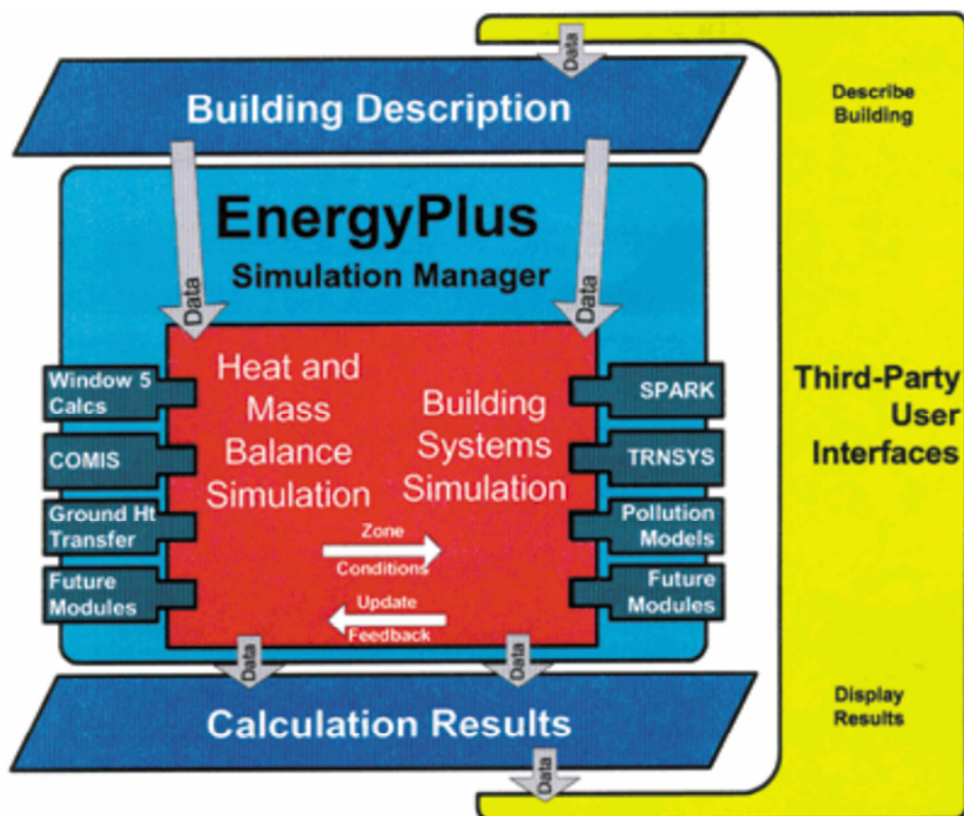 Data
Building Description
Describe
Building
EnergyPlus
Simulation Manager
Data
Data
Window 5
Calcs
COMIS
Ground Ht
Transfer
Future
Modules
Heat and
Mass
Balance
Simulation
Building
Systems
Simulation
Zone
Conditions
Update
Feedback
SPARK
TRNSYS
Pollution
Models
Future
Modules
Third-Party
User
Interfaces
Data
Data
Calculation Results
Display
Results
Data